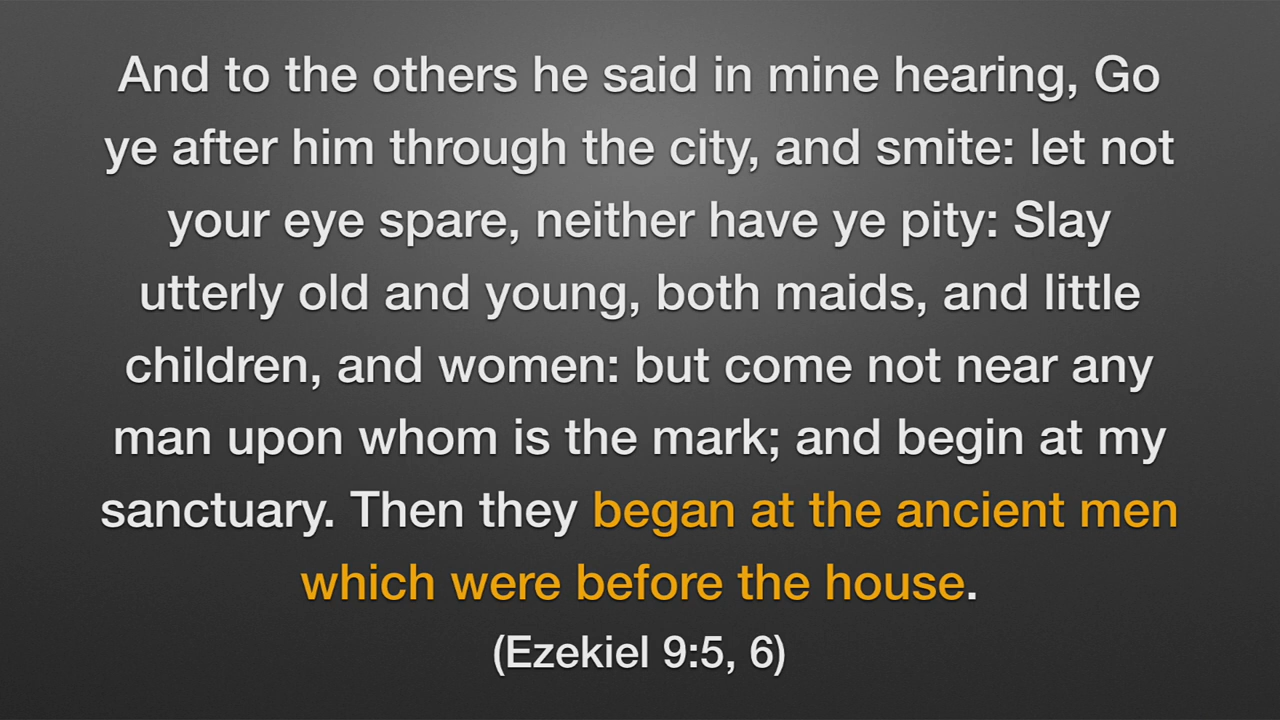 And to the others he said in mine hearing, Go
ye after him through the city, and smite: let not
your eye spare, neither have ye pity: Slay
utterly old and young, both maids, and little
children, and women: but come not near any
man upon whom is the mark; and begin at my
sanctuary. Then they began at the ancient men
which were before the house.
(Ezekiel 9:5, 6)